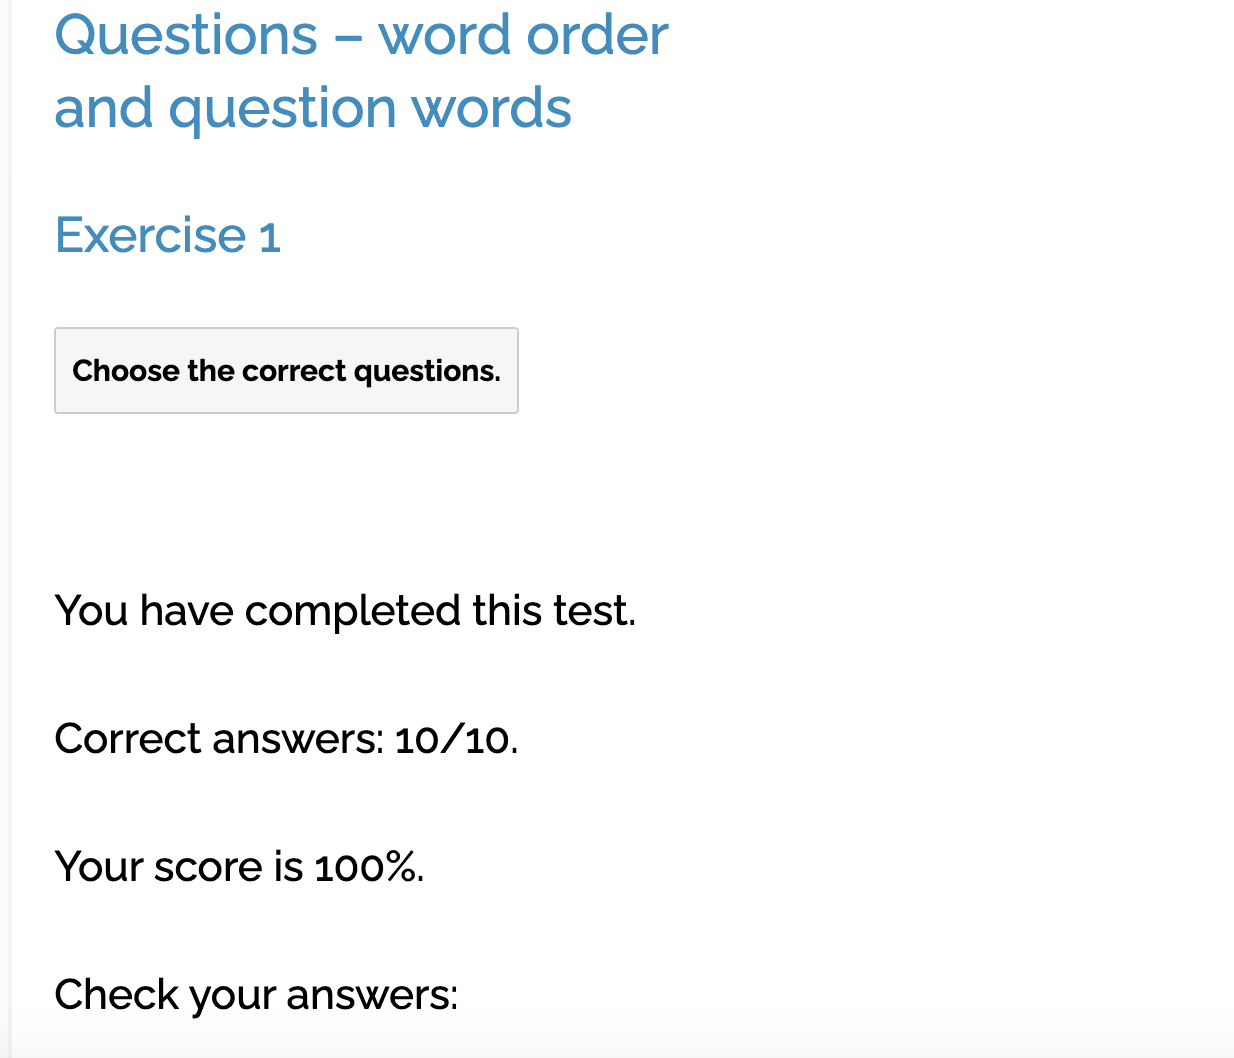 Questions – word order
and question words
Exercise 1
Choose the correct questions.
You have completed this test.
Correct answers: 10/10.
Your score is 100%.
Check your answers: